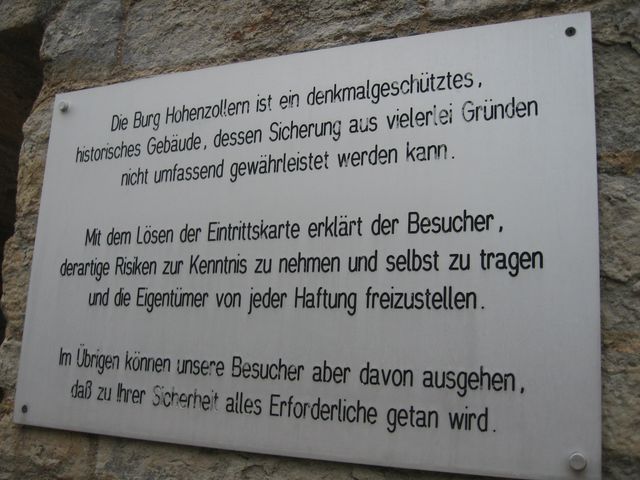 Die Burg Hohenzollern ist ein denkmalgeschütztes,
historisches Gebäude, dessen Sicherung aus vielerlei Gründen
nicht umfassend gewährleistet werden kann.
Mit dem Lösen der Eintrittskarte erklärt der Besucher,
derartige Risiken zur Kenntnis zu nehmen und selbst zu tragen
und die Eigentümer von jeder Haftung freizustellen.
Im Übrigen können unsere Besucher aber davon ausgehen,
daß zu Ihrer Sicherheit alles Erforderliche getan wird.